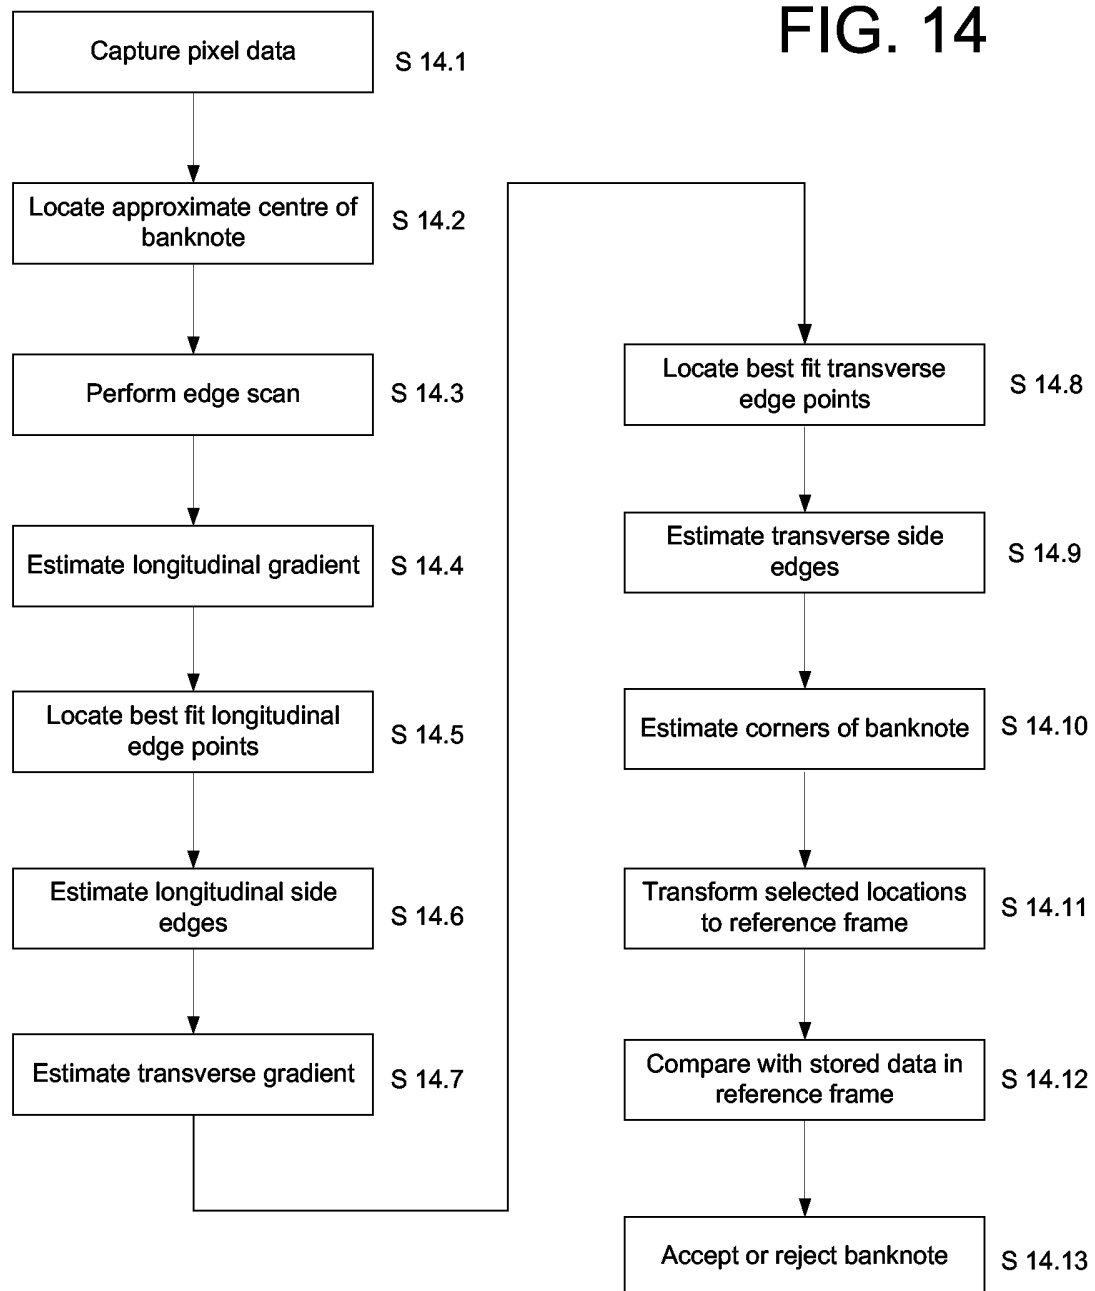 FIG. 14
Capture pixel data
S 14.1
Locate approximate centre of
banknote
S 14.2
Perform edge scan
S 14.3
Estimate longitudinal gradient
S 14.4
Locate best fit longitudinal
edge points
S 14.5
Estimate longitudinal side
edges
S 14.6
Estimate transverse gradient
S 14.7
Locate best fit transverse
edge points
S 14.8
Estimate transverse side
edges
S 14.9
Estimate corners of banknote
S 14.10
Transform selected locations
to reference frame
S 14.11
Compare with stored data in
reference frame
S 14.12
Accept or reject banknote
S 14.13